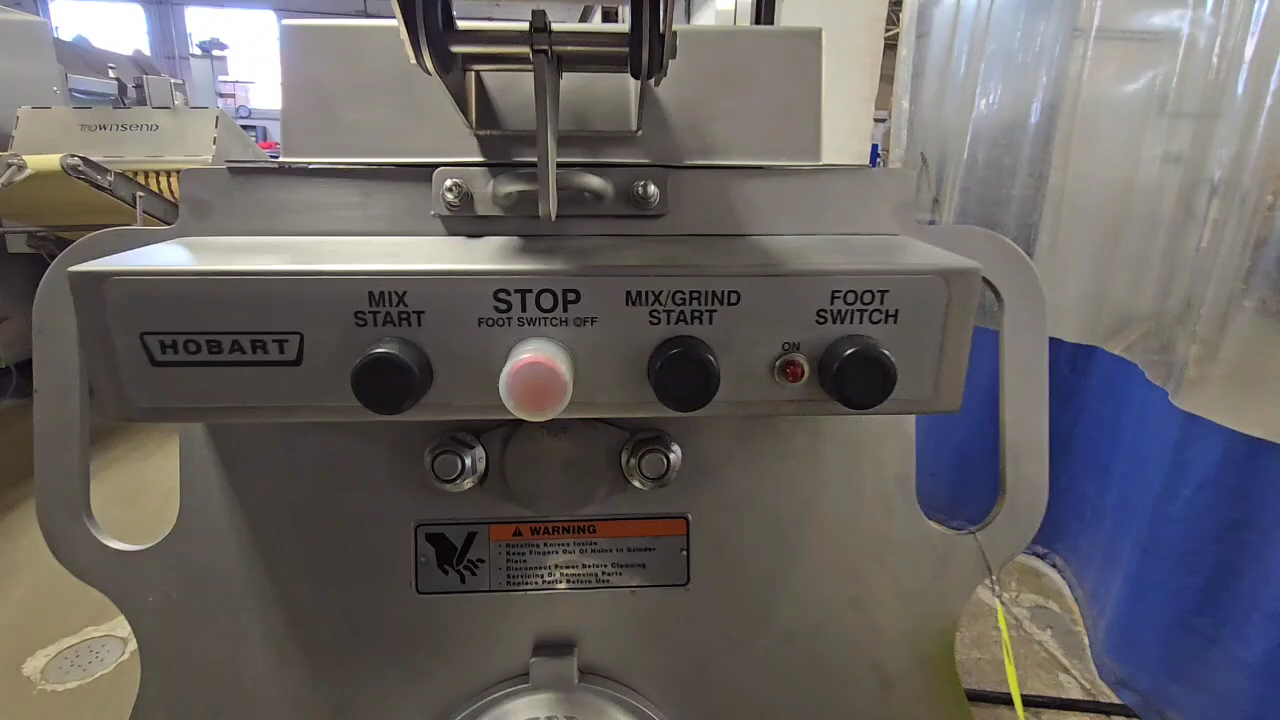 TOWNSEND
MIX
START
STOP
FOOT SWITCH OFF
MIX/GRIND
START
ON
FOOT
SWITCH
HOBART
WARNING
• Rotating Knives Inside
• Keep Fingers Out Of Holes to Grinder
Plate
• Disconnect Power Before Cleaning
Servicing Or Removing Parts
• Replace Parts Before Use